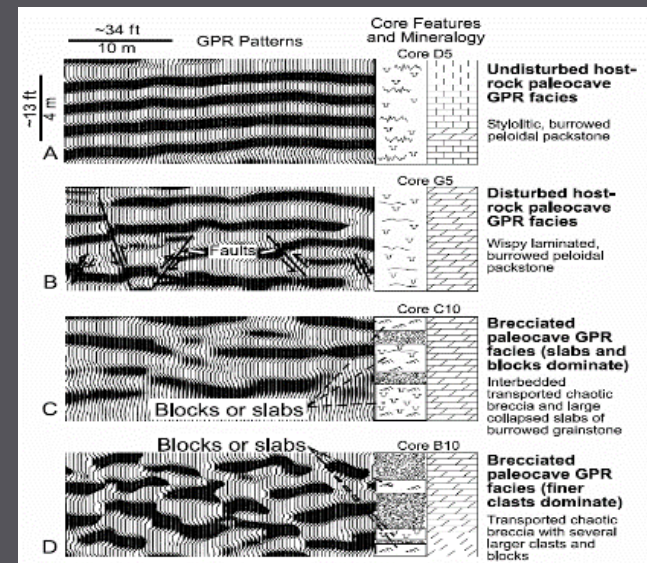 ~34 ft
10 m
GPR Patterns
Core Features
and Mineralogy
~13 ft
4 m
Core D5
A
Undisturbed host-
rock paleocave
GPR facies
Stylolitic, burrowed
peloidal packstone
Core G5
Faults
B
Disturbed host-
rock paleocave
GPR facies
Wispy laminated,
burrowed peloidal
packstone
Core C10
Blocks or slabs
C
Brecciated
paleocave GPR
facies (slabs and
blocks dominate)
Interbedded
transported chaotic
breccia and large
collapsed slabs of
burrowed grainstone
Blocks or slabs
Core B10
D
Brecciated
paleocave GPR
facies (finer
clasts dominate)
Transported chaotic
breccia with several
larger clasts and
blocks